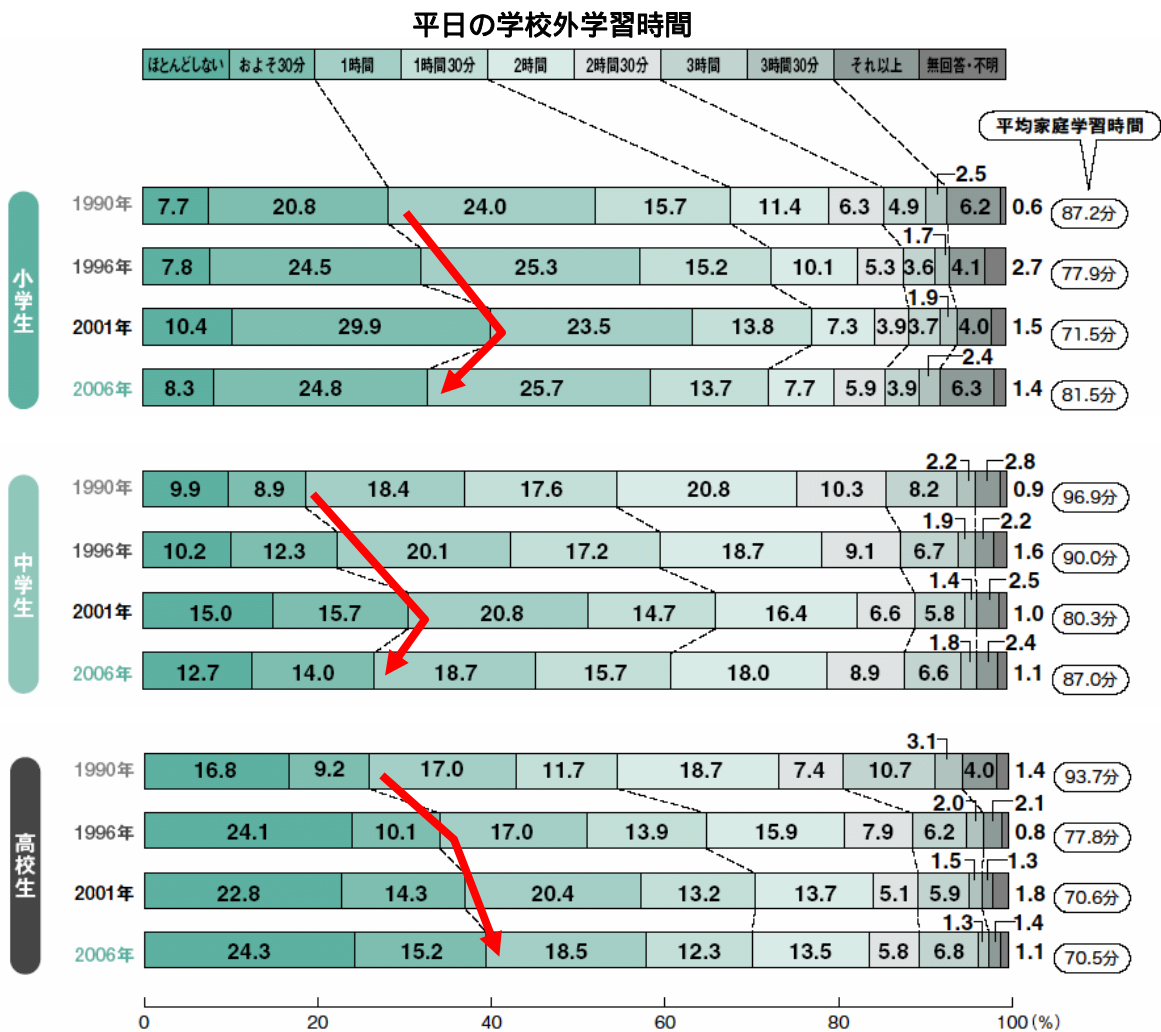 平日の学校外学習時間
ほとんどしない およそ30分 1時間 1時間30分 2時間 2時間30分 3時間 3時間30分 それ以上 無回答・不明
平均家庭学習時間
小学生
2.5
1990年 7.7 20.8 24.0 15.7 11.4 6.3 4.9 6.2 0.6 87.2分
1.7
1996年 7.8 24.5 25.3 15.2 10.1 5.3 3.6 4.1 2.7 77.9分
1.9
2001年 10.4 29.9 23.5 13.8 7.3 3.9 3.7 4.0 1.5 71.5分
2.4
2006年 8.3 24.8 25.7 13.7 7.7 5.9 3.9 6.3 1.4 81.5分
中学生
2.2 2.8
1990年 9.9 8.9 18.4 17.6 20.8 10.3 8.2 0.9 96.9分
1.9 2.2
1996年 10.2 12.3 20.1 17.2 18.7 9.1 6.7 1.6 90.0分
1.4 2.5
2001年 15.0 15.7 20.8 14.7 16.4 6.6 5.8 1.0 80.3分
1.8 2.4
2006年 12.7 14.0 18.7 15.7 18.0 8.9 6.6 1.1 87.0分
高校生
3.1
1990年 16.8 9.2 17.0 11.7 18.7 7.4 10.7 4.0 1.4 93.7分
2.0 2.1
1996年 24.1 10.1 17.0 13.9 15.9 7.9 6.2 0.8 77.8分
1.5 1.3
2001年 22.8 14.3 20.4 13.2 13.7 5.1 5.9 1.8 70.6分
1.3 1.4
2006年 24.3 15.2 18.5 12.3 13.5 5.8 6.8 1.1 70.5分
0 20 40 60 80 100 (%)